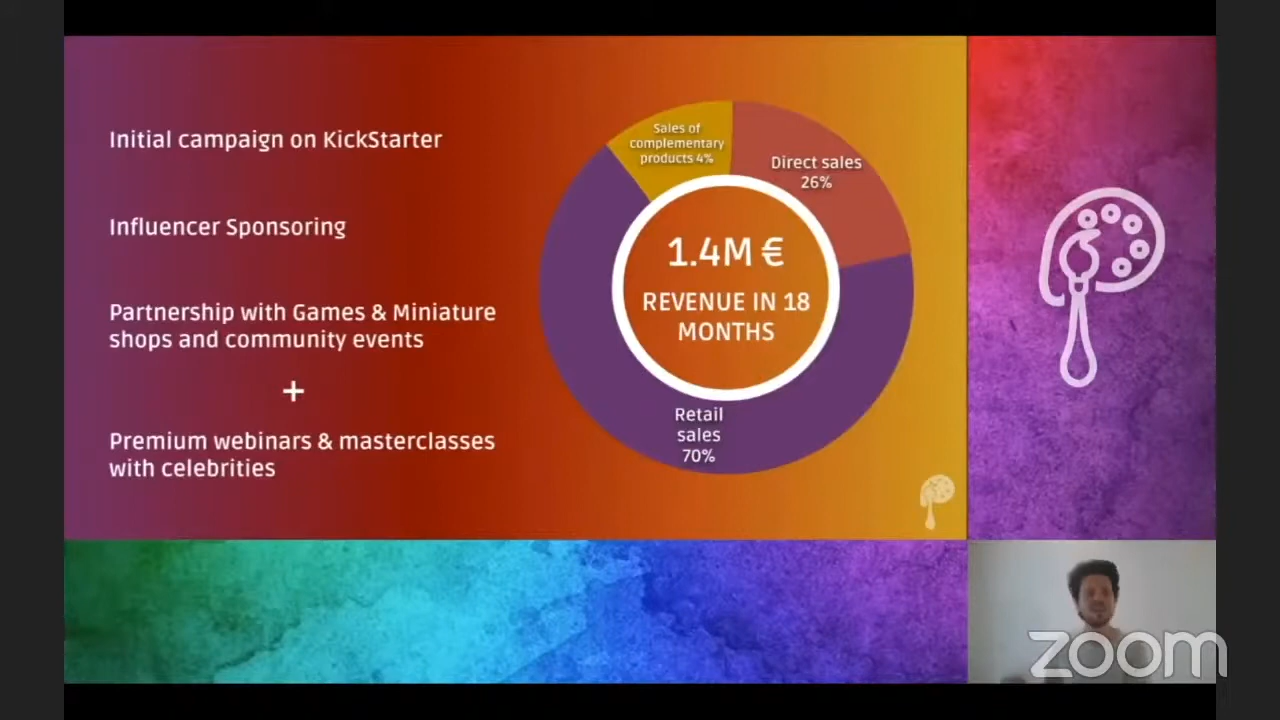 Initial campaign on KickStarter
Influencer Sponsoring
Partnership with Games & Miniature
shops and community events
+
Premium webinars & masterclasses
with celebrities
Sales of
complementary
products 4%
Direct sales
26%
1.4M €
REVENUE IN 18
MONTHS
Retail
sales
70%
zoom